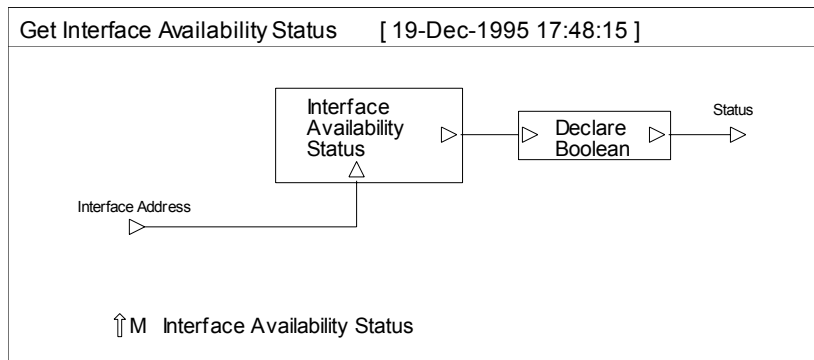 Get Interface Availability Status [ 19-Dec-1995 17:48:15 ]
Interface
Availability
Status
Declare
Boolean
Status
Interface Address
⇧M Interface Availability Status